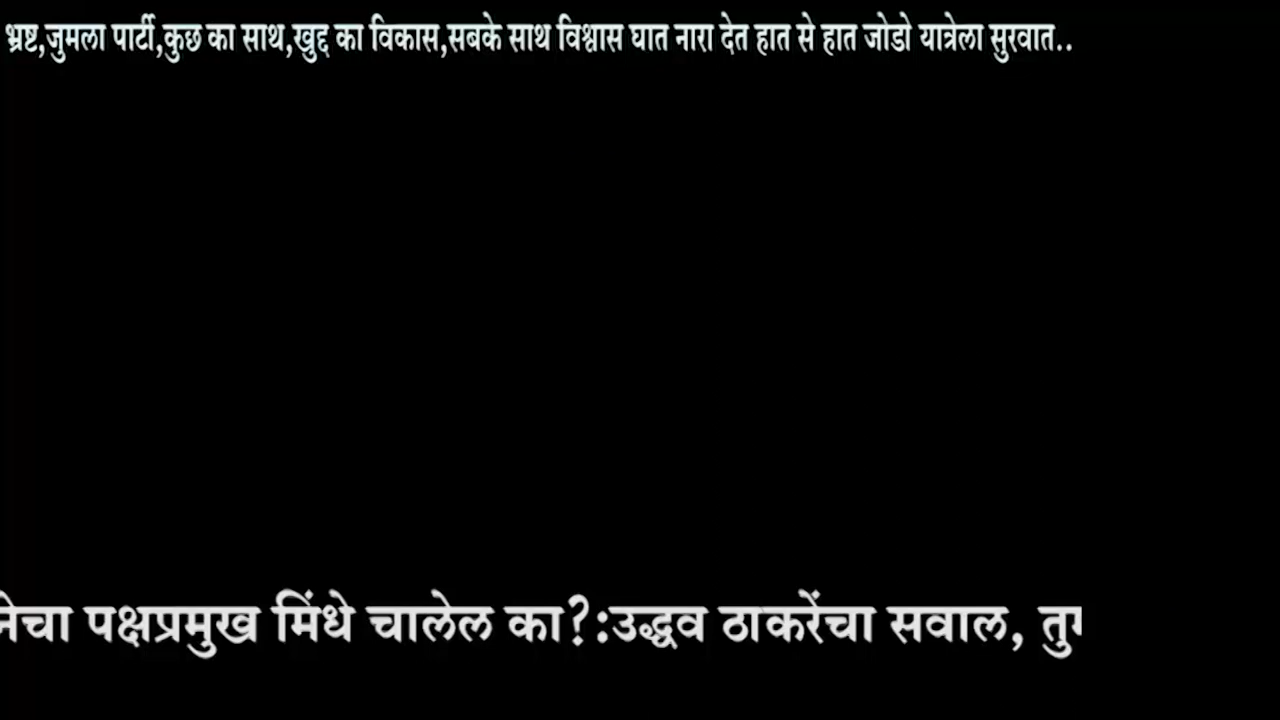 भ्रष्ट,जुमला पार्टी,कुछ का साथ,खुद्द का विकास,सबके साथ विश्वास घात नारा देत हात से हात जोडो यात्रेला सुरवात..
नेचा पक्षप्रमुख मिंधे चालेल का?:उद्धव ठाकरेंचा सवाल,